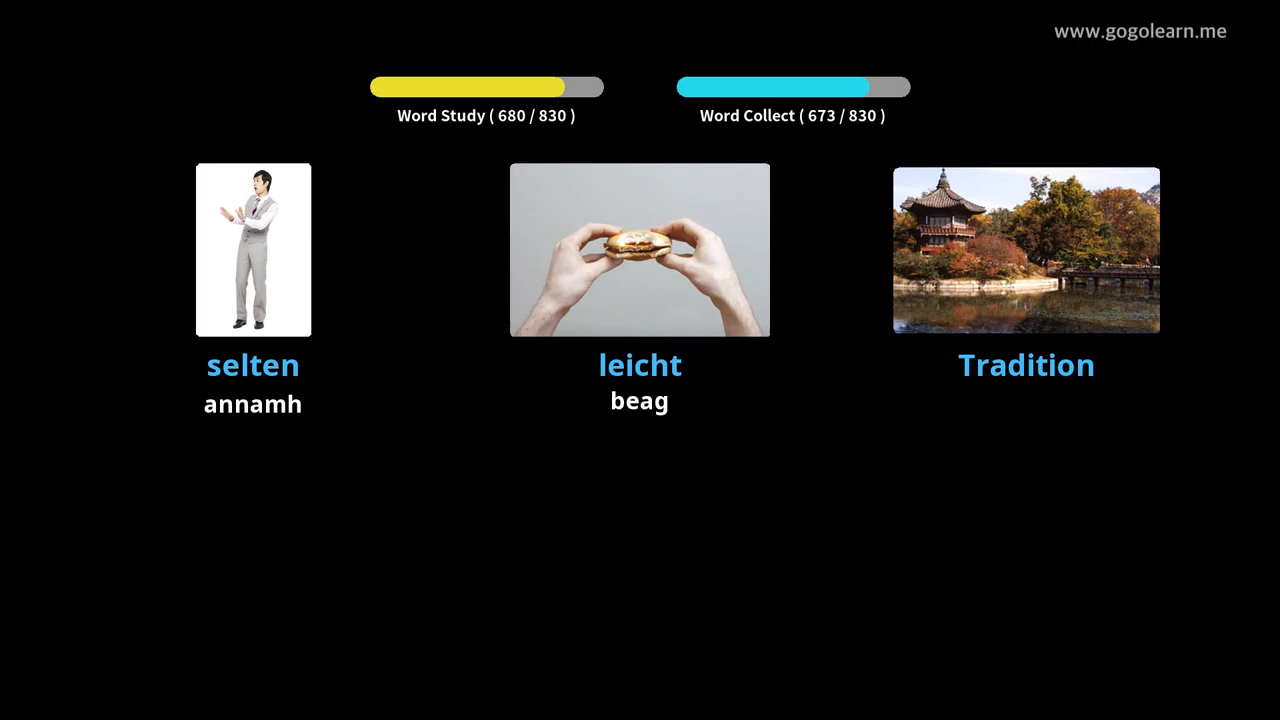 www.gogolearn.me
Word Study ( 680 / 830 )
Word Collect ( 673 / 830 )
selten
annamh
leicht
beag
Tradition